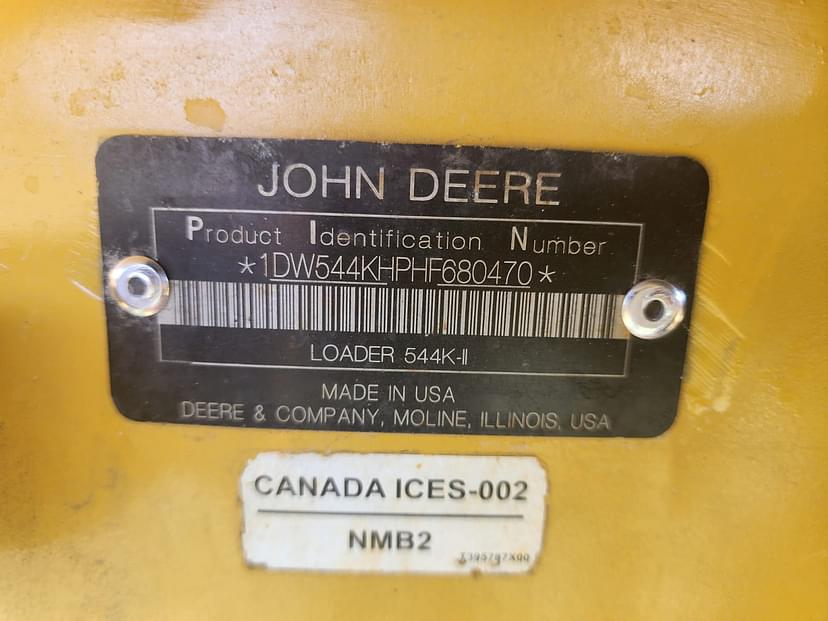 JOHN DEERE
Product Identification Number
*1DW544KHPHF680470*
LOADER 544K-II
MADE IN USA
DEERE & COMPANY, MOLINE, ILLINOIS, USA
CANADA ICES-002
NMB2